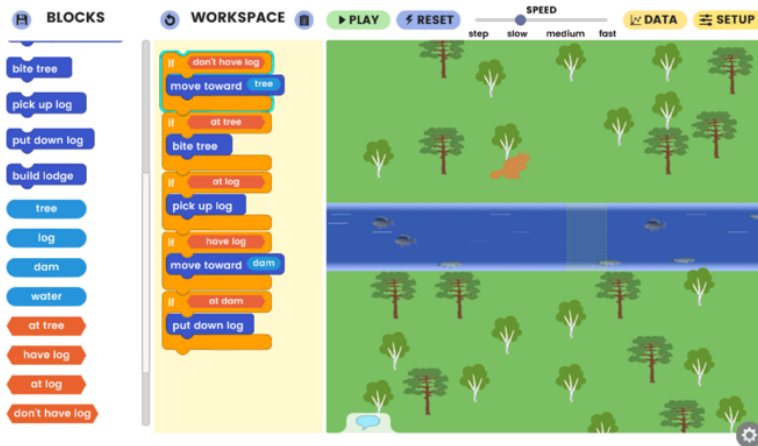 BLOCKS
WORKSPACE
PLAY
RESET
SPEED
step
slow
medium
fast
DATA
SETUP
bite tree
pick up log
put down log
build lodge
tree
log
dam
water
at tree
have log
at log
don't have log
if don't have log
move toward tree
if at tree
bite tree
if at log
pick up log
if have log
move toward dam
if at dam
put down log